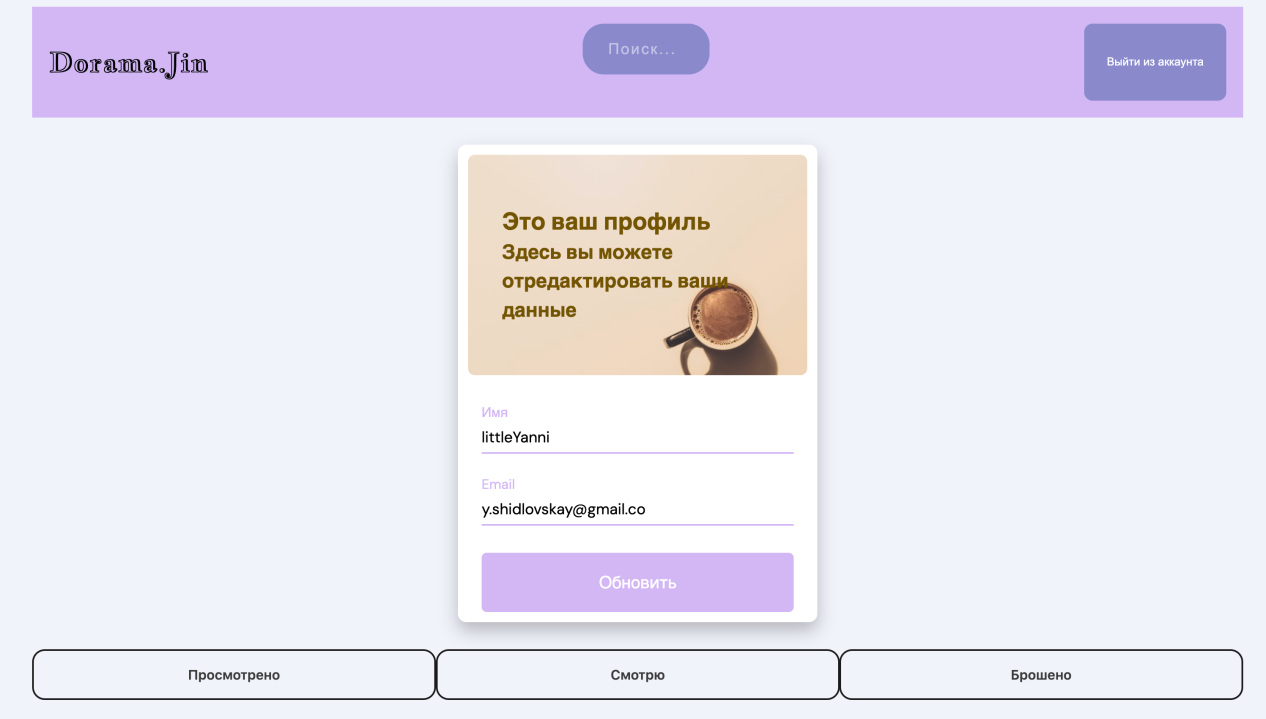 Dorama.Jin
Поиск...
Выйти из аккаунта
Это ваш профиль
Здесь вы можете
отредактировать ваши
данные
Имя
littleYanni
Email
y.shidlovskay@gmail.co
Обновить
Просмотрено
Смотрю
Брошено